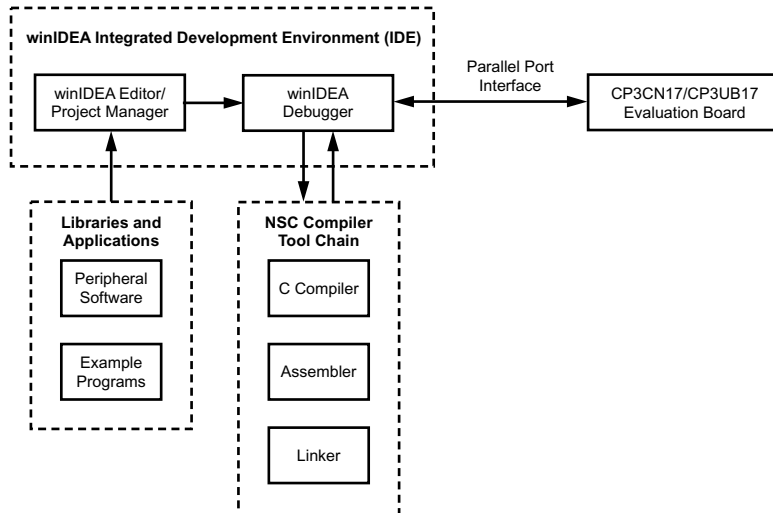 winIDEA Integrated Development Environment (IDE)
winIDEA Editor/
Project Manager
winIDEA
Debugger
Parallel Port
Interface
CP3CN17/CP3UB17
Evaluation Board
Libraries and
Applications
Peripheral
Software
Example
Programs
NSC Compiler
Tool Chain
C Compiler
Assembler
Linker